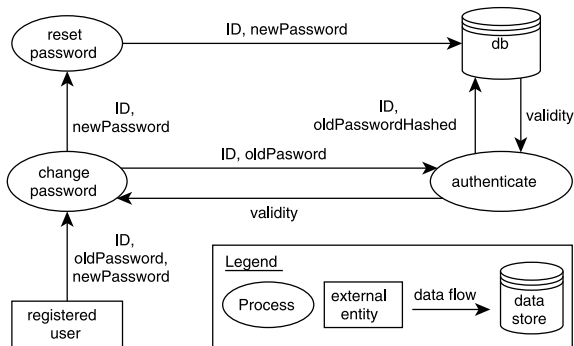 reset
password
ID, newPassword
db
ID,
newPassword
ID,
oldPasswordHashed
validity
change
password
ID, oldPasword
authenticate
validity
ID,
oldPassword,
newPassword
registered
user
Legend
Process
external
entity
data flow
data
store